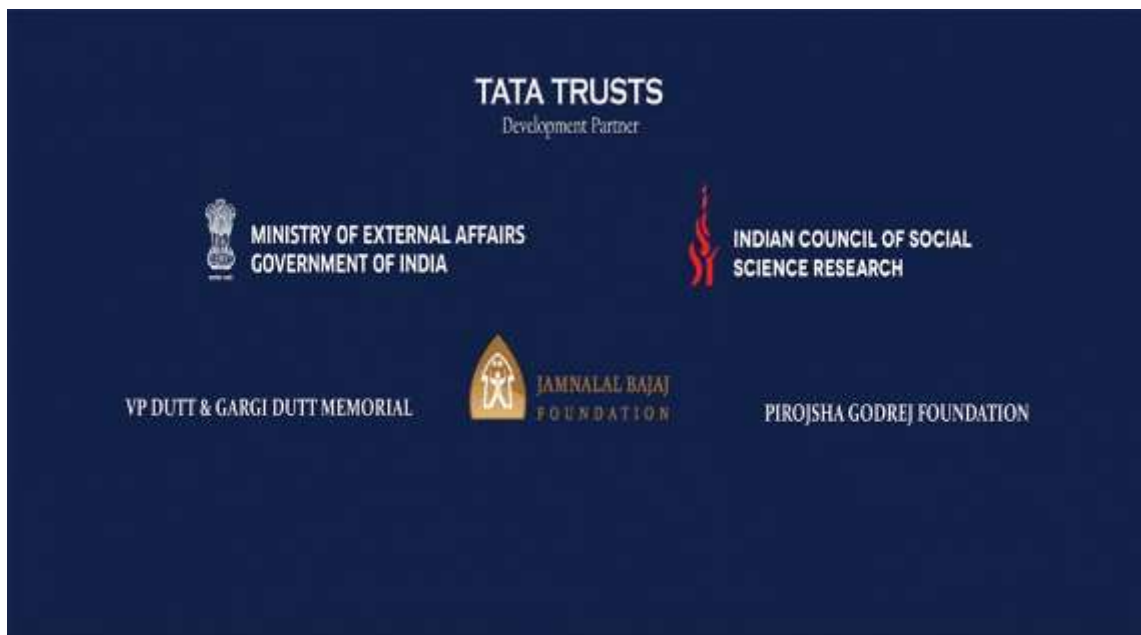 TATA TRUSTS
Development Partner
MINISTRY OF EXTERNAL AFFAIRS
GOVERNMENT OF INDIA
INDIAN COUNCIL OF SOCIAL
SCIENCE RESEARCH
VP DUTT & GARGI DUTT MEMORIAL
JAMNALAL BAJAJ
FOUNDATION
PIROJSHA GODREJ FOUNDATION